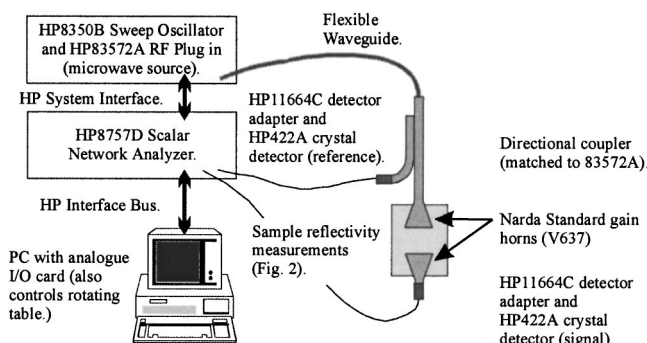 HP8350B Sweep Oscillator
and HP83572A RF Plug in
(microwave source).
Flexible
Waveguide.
HP System Interface.
HP11664C detector
adapter and
HP422A crystal
detector (reference).
HP8757D Scalar
Network Analyzer.
Directional coupler
(matched to 83572A).
HP Interface Bus.
Sample reflectivity
measurements
(Fig. 2).
Narda Standard gain
horns (V637)
PC with analogue
I/O card (also
controls rotating
table.)
HP11664C detector
adapter and
HP422A crystal
detector (signal)